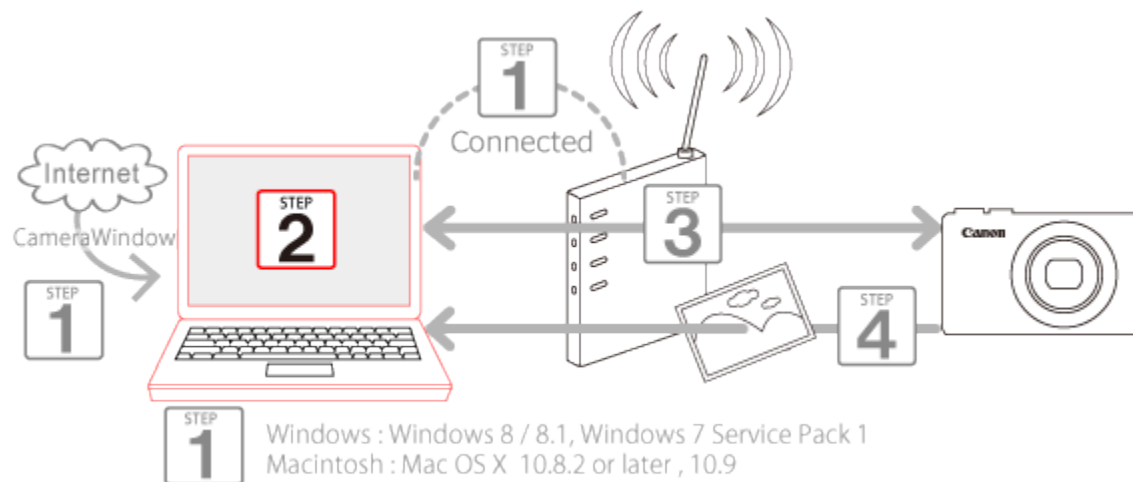 STEP
1
Connected
Internet
CameraWindow
STEP
1
STEP
2
STEP
3
Canon
STEP
4
STEP
1
Windows : Windows 8 / 8.1, Windows 7 Service Pack 1
Macintosh : Mac OS X 10.8.2 or later , 10.9